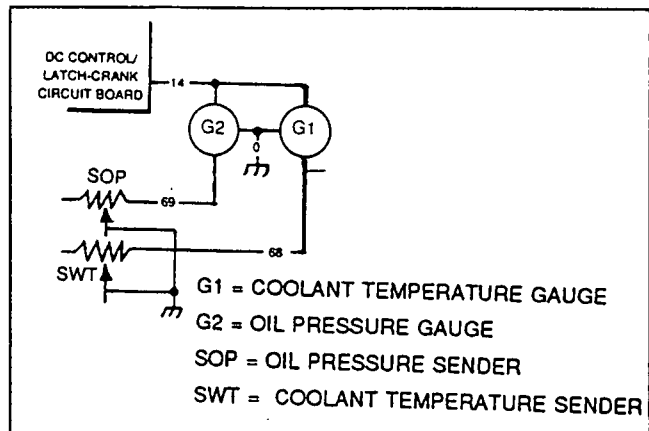 DC CONTROL/
LATCH-CRANK
CIRCUIT BOARD
14
G2
G1
0
SOP
69
68
SWT
G1 = COOLANT TEMPERATURE GAUGE
G2 = OIL PRESSURE GAUGE
SOP = OIL PRESSURE SENDER
SWT = COOLANT TEMPERATURE SENDER